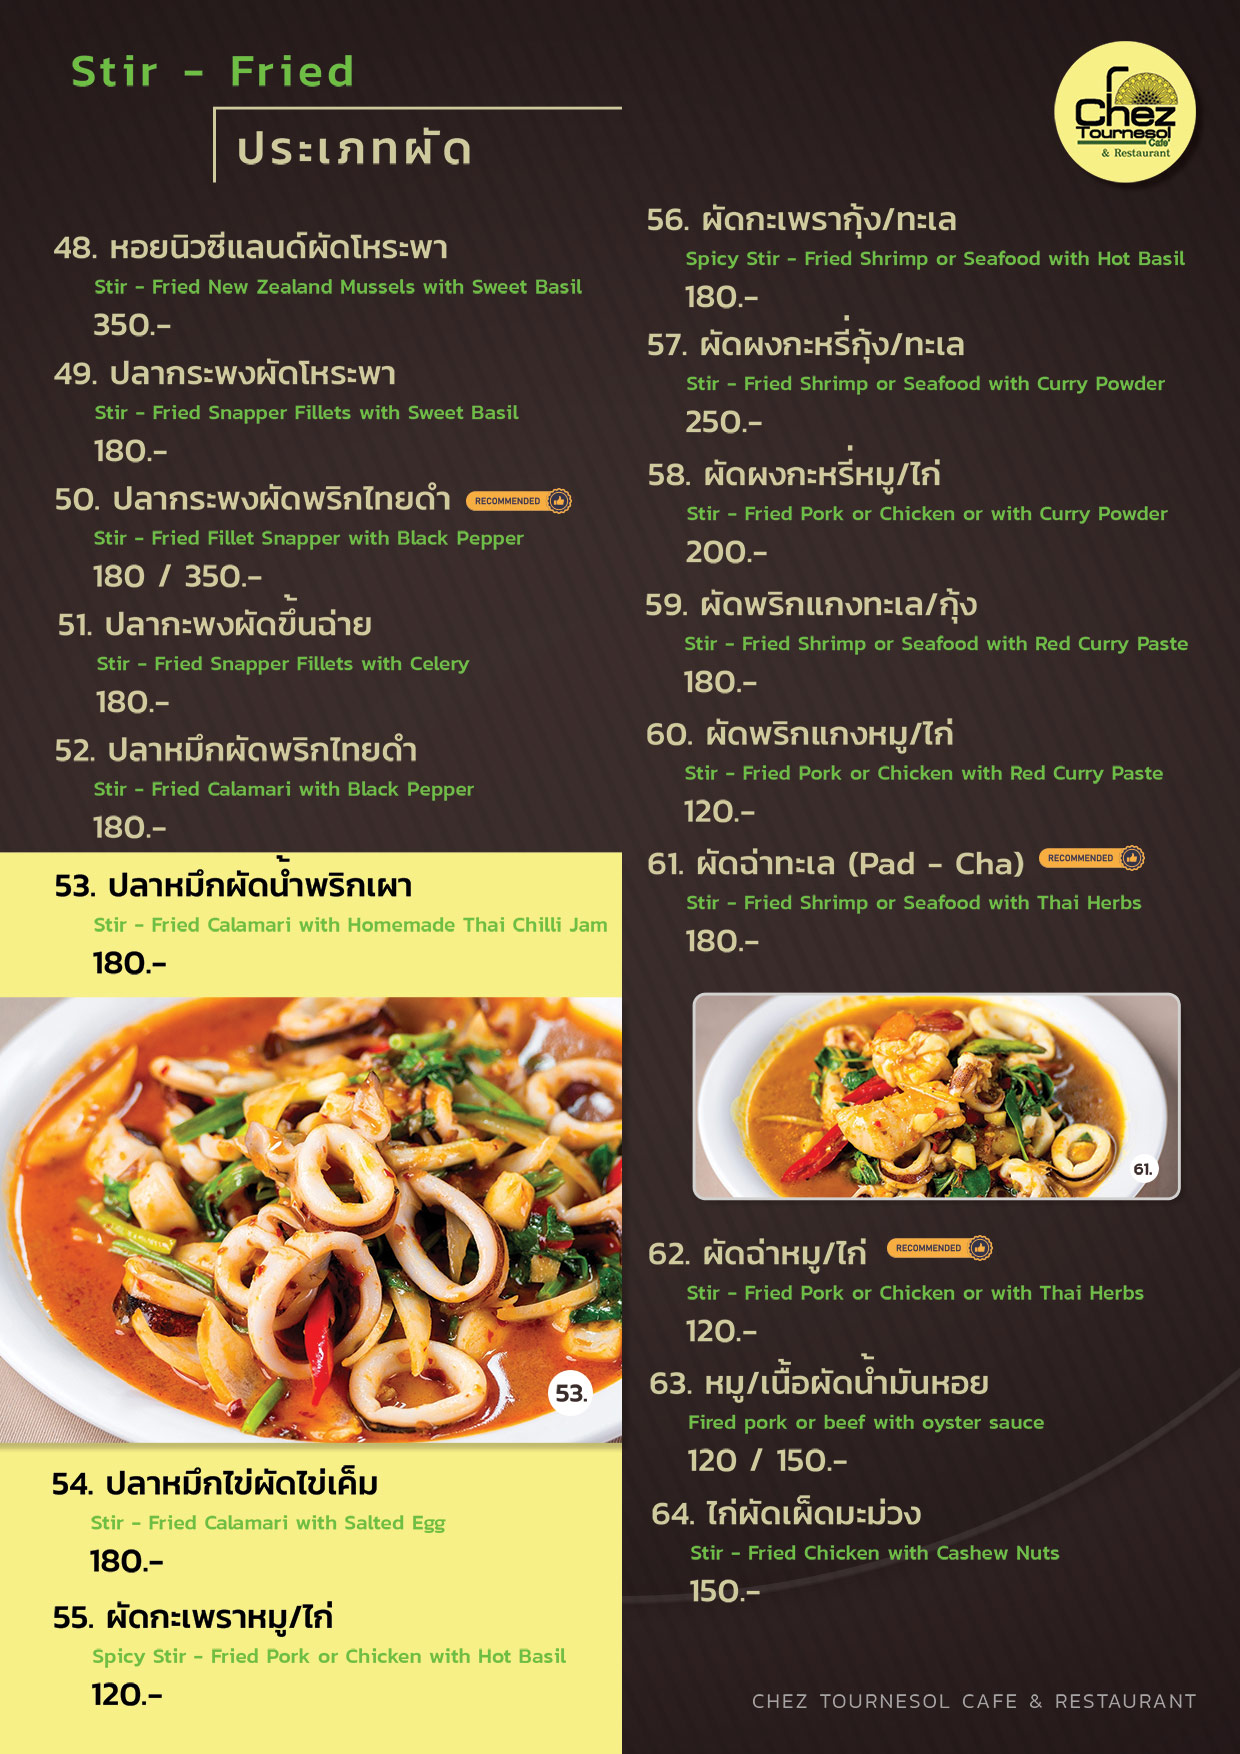 Stir - Fried
ประเภทผัด
Chez
Tournesol
Cafe'
& Restaurant
48. หอยนิวซีแลนด์ผัดโหระพา
Stir - Fried New Zealand Mussels with Sweet Basil
350.-
49. ปลากระพงผัดโหระพา
Stir - Fried Snapper Fillets with Sweet Basil
180.-
50. ปลากระพงผัดพริกไทยดำ RECOMMENDED
Stir - Fried Fillet Snapper with Black Pepper
180 / 350.-
51. ปลากะพงผัดขึ้นฉ่าย
Stir - Fried Snapper Fillets with Celery
180.-
52. ปลาหมึกผัดพริกไทยดำ
Stir - Fried Calamari with Black Pepper
180.-
53. ปลาหมึกผัดน้ำพริกเผา
Stir - Fried Calamari with Homemade Thai Chilli Jam
180.-
53.
54. ปลาหมึกไข่ผัดไข่เค็ม
Stir - Fried Calamari with Salted Egg
180.-
55. ผัดกะเพราหมู/ไก่
Spicy Stir - Fried Pork or Chicken with Hot Basil
120.-
56. ผัดกะเพรากุ้ง/ทะเล
Spicy Stir - Fried Shrimp or Seafood with Hot Basil
180.-
57. ผัดผงกะหรี่กุ้ง/ทะเล
Stir - Fried Shrimp or Seafood with Curry Powder
250.-
58. ผัดผงกะหรี่หมู/ไก่
Stir - Fried Pork or Chicken or with Curry Powder
200.-
59. ผัดพริกแกงทะเล/กุ้ง
Stir - Fried Shrimp or Seafood with Red Curry Paste
180.-
60. ผัดพริกแกงหมู/ไก่
Stir - Fried Pork or Chicken with Red Curry Paste
120.-
61. ผัดฉ่าทะเล (Pad - Cha) RECOMMENDED
Stir - Fried Shrimp or Seafood with Thai Herbs
180.-
61.
62. ผัดฉ่าหมู/ไก่ RECOMMENDED
Stir - Fried Pork or Chicken or with Thai Herbs
120.-
63. หมู/เนื้อผัดน้ำมันหอย
Fired pork or beef with oyster sauce
120 / 150.-
64. ไก่ผัดเผ็ดมะม่วง
Stir - Fried Chicken with Cashew Nuts
150.-
CHEZ TOURNESOL CAFE & RESTAURANT